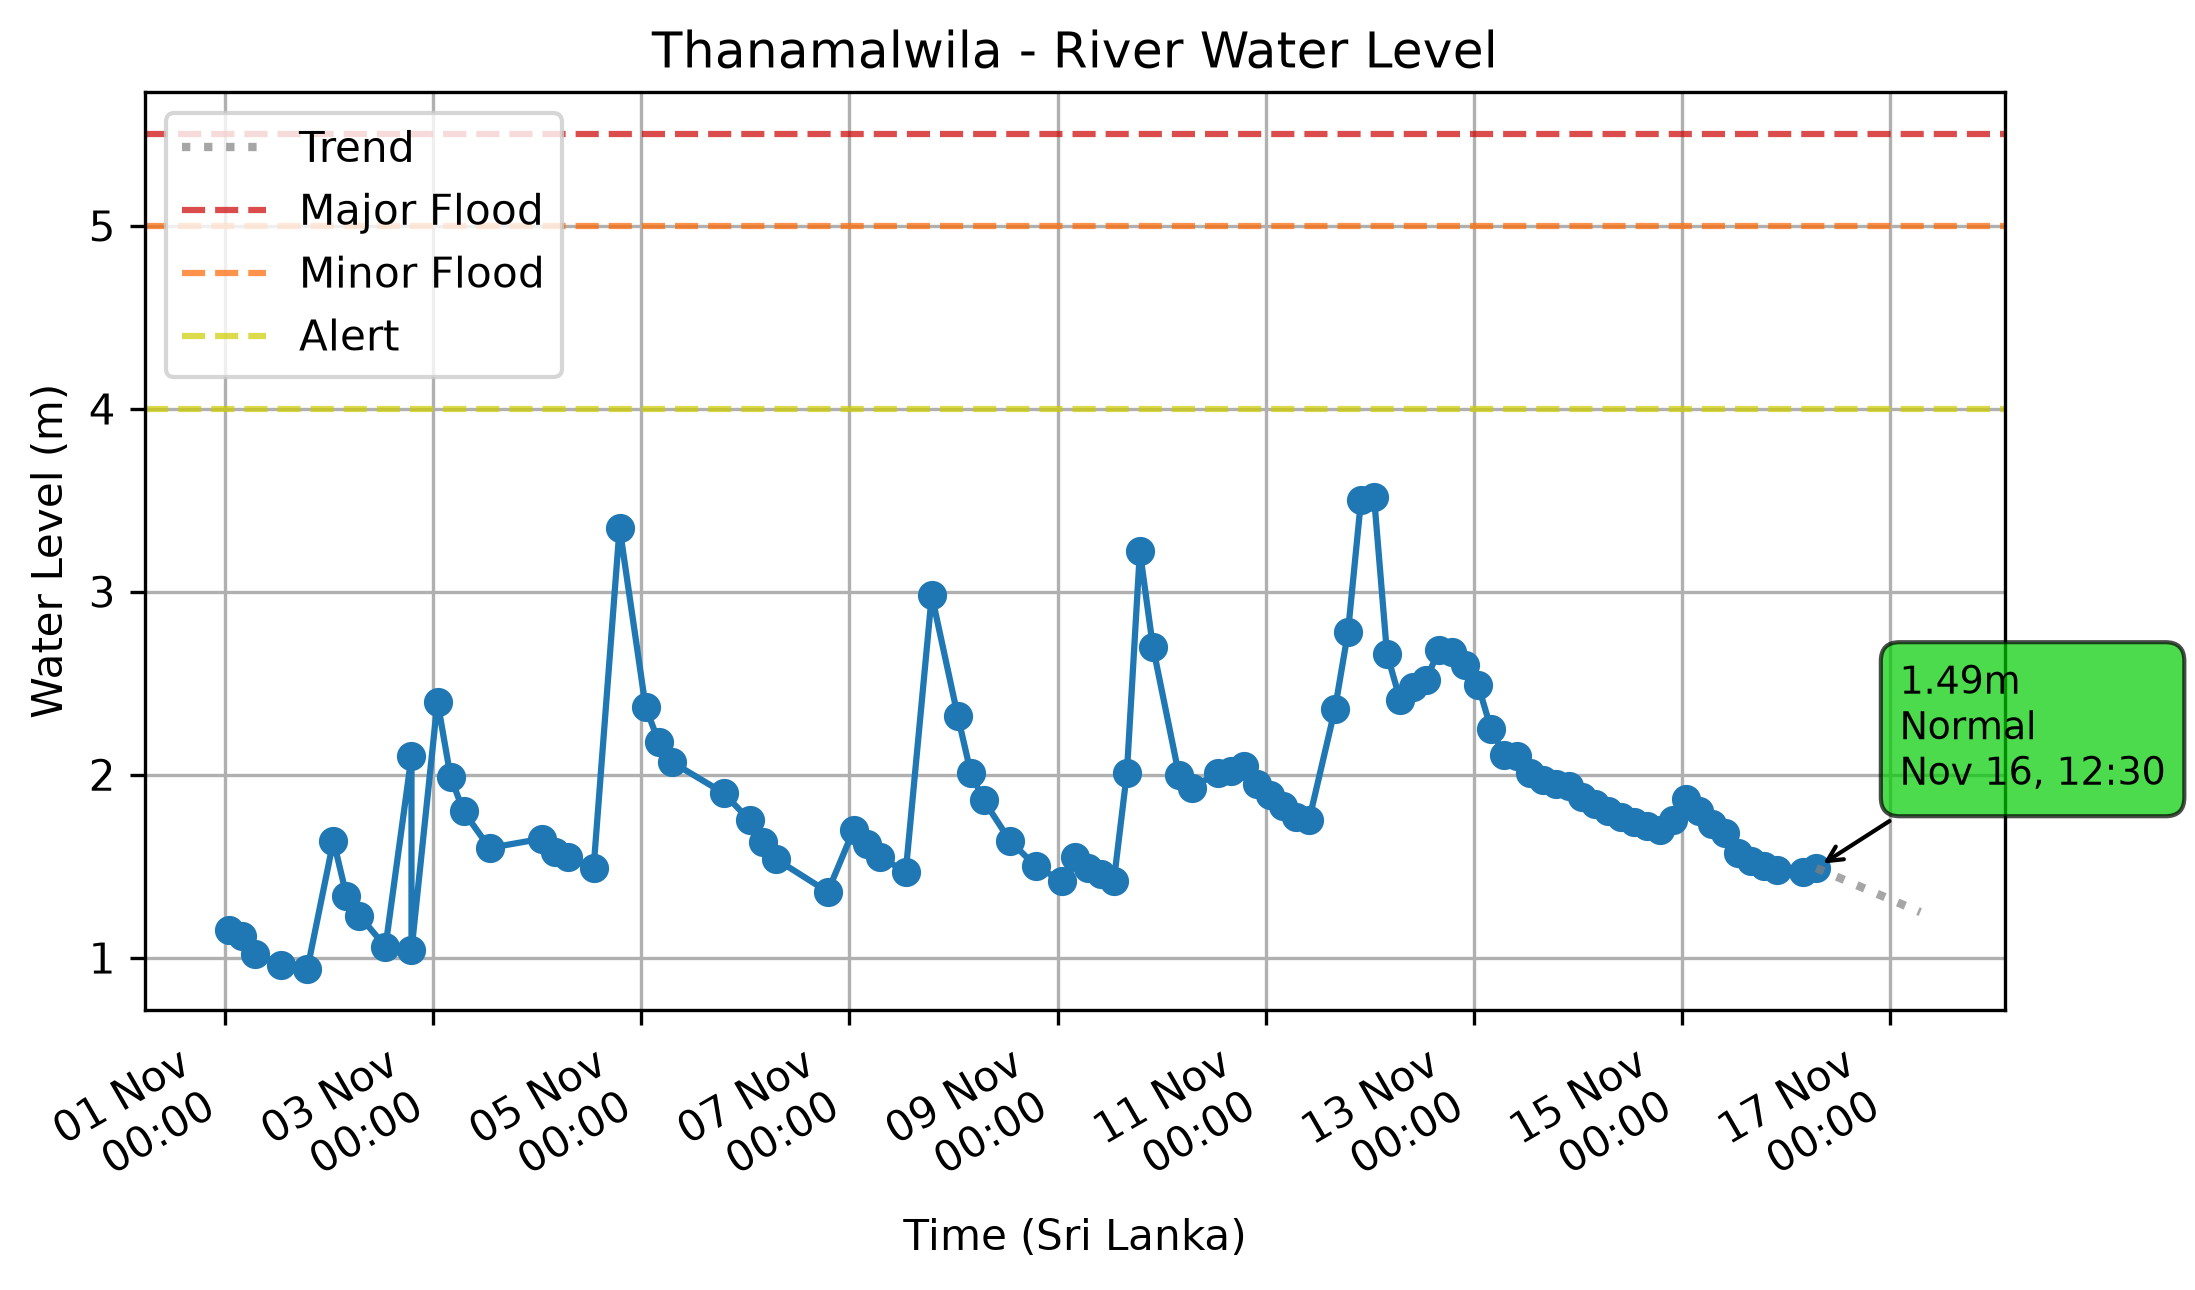 Thanamalwila - River Water Level
Trend
Major Flood
Minor Flood
Alert
Water Level (m)
5
4
3
2
1
1.49m
Normal
Nov 16, 12:30
01 Nov
00:00
03 Nov
00:00
05 Nov
00:00
07 Nov
00:00
09 Nov
00:00
11 Nov
00:00
13 Nov
00:00
15 Nov
00:00
17 Nov
00:00
Time (Sri Lanka)